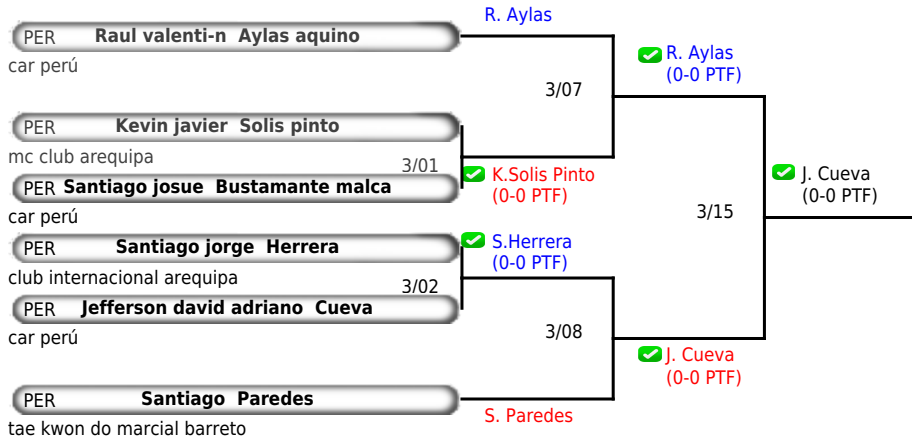 R. Aylas
PER Raul valenti-n Aylas aquino
car perú
R. Aylas
(0-0 PTF)
3/07
PER Kevin javier Solis pinto
mc club arequipa
3/01
K.Solis Pinto
(0-0 PTF)
PER Santiago josue Bustamante malca
car perú
J. Cueva
(0-0 PTF)
3/15
PER Santiago jorge Herrera
club internacional arequipa
S.Herrera
(0-0 PTF)
3/02
PER Jefferson david adriano Cueva
car perú
3/08
J. Cueva
(0-0 PTF)
PER Santiago Paredes
tae kwon do marcial barreto
S. Paredes